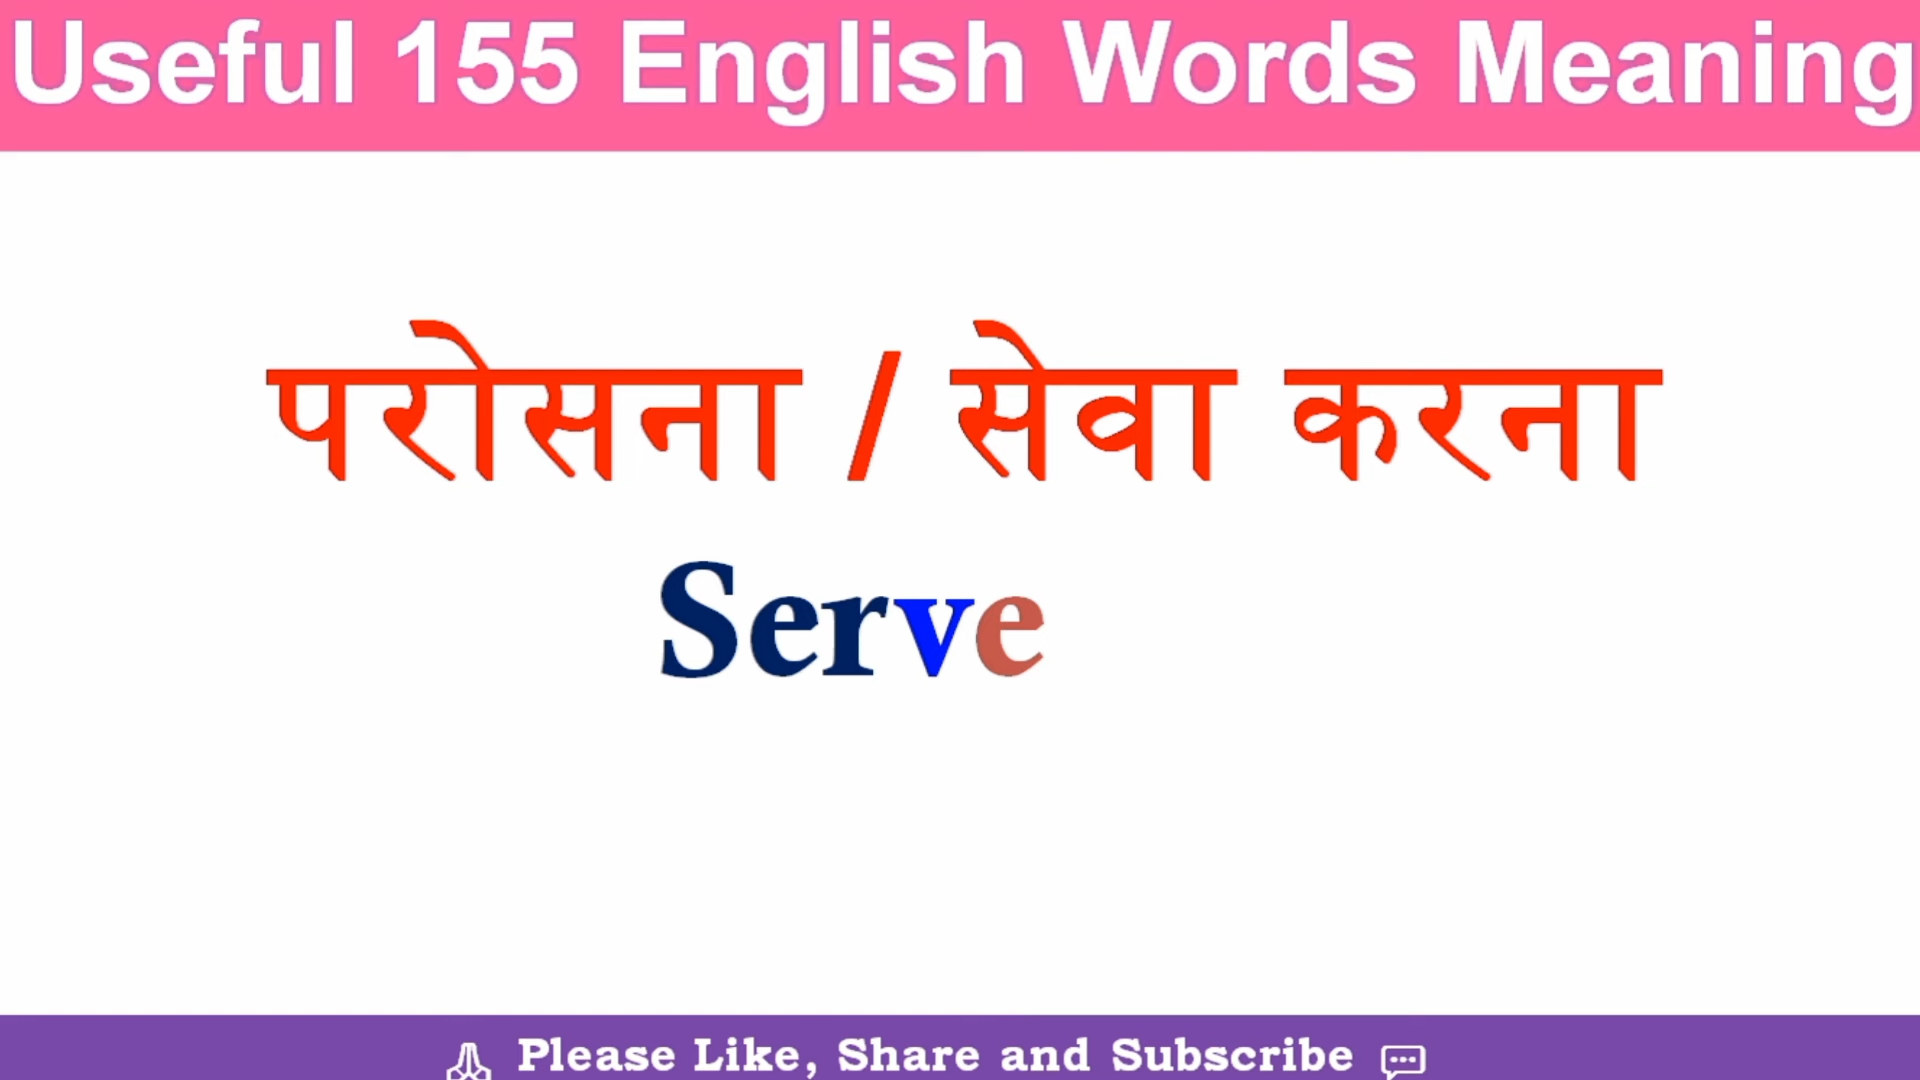 Useful 155 English Words Meaning
परोसना / सेवा करना
Serve
Please Like, Share and Subscribe